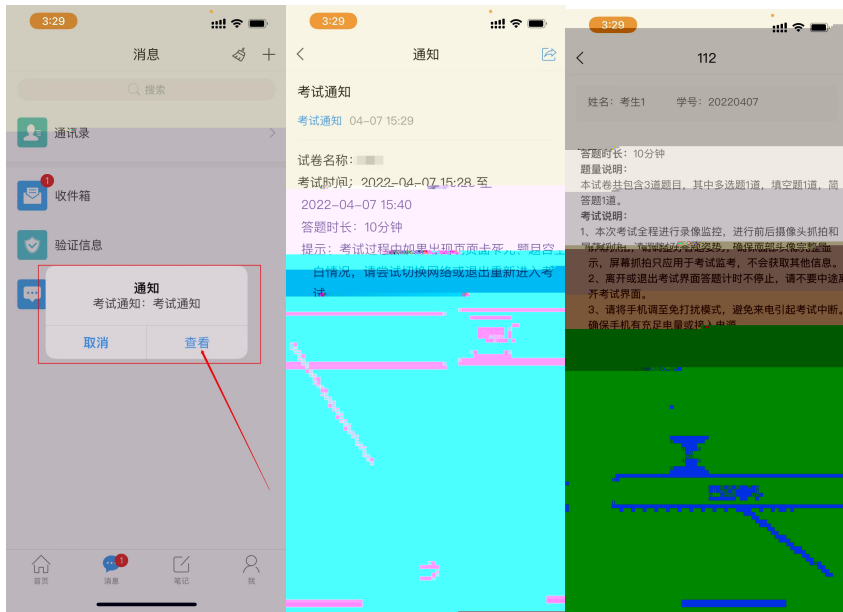 3:29
消息
搜索
通讯录
1
收件箱
验证信息
通知
考试通知：考试通知
取消
查看
首页
1
消息
笔记
我
3:29
通知
考试通知
考试通知 04-07 15:29
试卷名称：
考试时间：2022-04-07 15:28 至
2022-04-07 15:40
答题时长：10分钟
提示：考试过程中如果出现页面卡死、题目空
白情况，请尝试切换网络或退出重新进入考
试
3:29
112
姓名：考生1 学号：20220407
答题时长：10分钟
题量说明：
本试卷共包含3道题目，其中多选题1道，填空题1道，简
答题1道。
考试说明：
1、本次考试全程进行录像监控，进行前后摄像头抓拍和
确保面部头像完整显
示，屏幕抓拍只应用于考试监考，不会获取其他信息。
2、离开或退出考试界面答题计时不停止，请不要中途离
开考试界面。
3、请将手机调至免打扰模式，避免来电引起考试中断。
确保手机有充足电量或接入电源